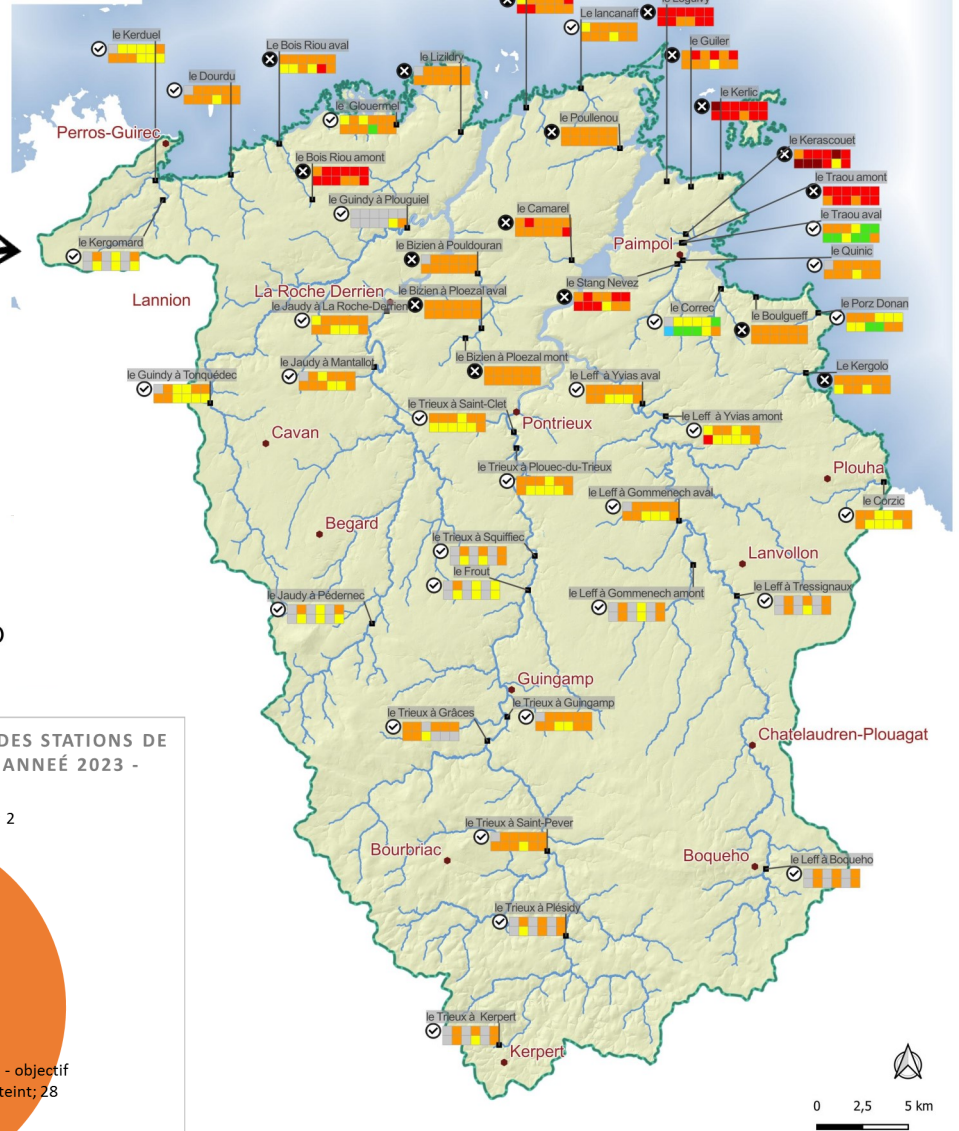 Le lancanaff
le Kerduel
Le Bois Riou aval
le Guiler
le Lizildry
le Dourdu
le Kerlic
le Glouermel
le Poullenou
Perros-Guirec
le Kerascouet
le Bois Riou amont
le Traou amont
le Guindy à Plouguiel
le Camarel
le Traou aval
le Kergomard
le Bizien à Pouldouran
Paimpol
le Quinic
Lannion
La Roche Derrien
le Bizien à Ploezal aval
le Stang Nevez
le Jaudy à La Roche-Derrien
le Correc
le Boulgueff
le Porz Donan
le Jaudy à Mantallot
le Bizien à Ploezal mont
le Guindy à Tonquédec
le Leff à Yvias aval
le Kergolo
le Trieux à Saint-Clet
le Leff à Yvias amont
Pontrieux
Cavan
le Trieux à Plouec-du-Trieux
Plouha
le Leff à Gommenech aval
le Corzic
Begard
le Trieux à Squiffiec
Lanvollon
le Frout
le Leff à Tressignaux
le Jaudy à Pédernec
le Leff à Gommenech amont
Guingamp
le Trieux à Grâces
le Trieux à Guingamp
DES STATIONS DE
Chatelaudren-Plouagat
ANNEÉ 2023 -
2
le Trieux à Saint-Pever
Bourbriac
Boqueho
le Leff à Boqueho
le Trieux à Plésidy
le Trieux à Kerpert
Kerpert
- objectif
teint; 28
0 2,5 5 km